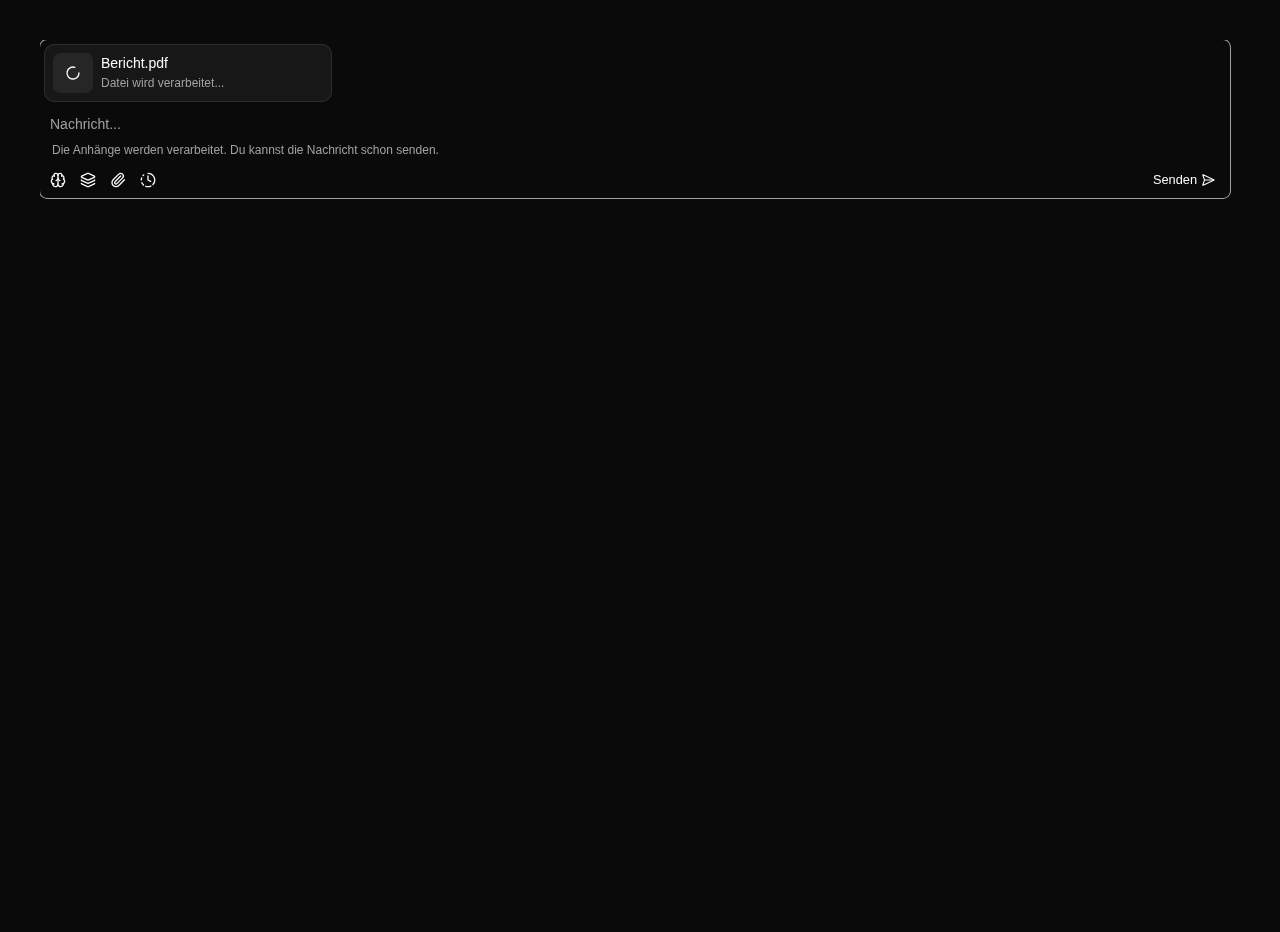 Bericht.pdf
Datei wird verarbeitet...
Nachricht...
Die Anhänge werden verarbeitet. Du kannst die Nachricht schon senden.
Senden